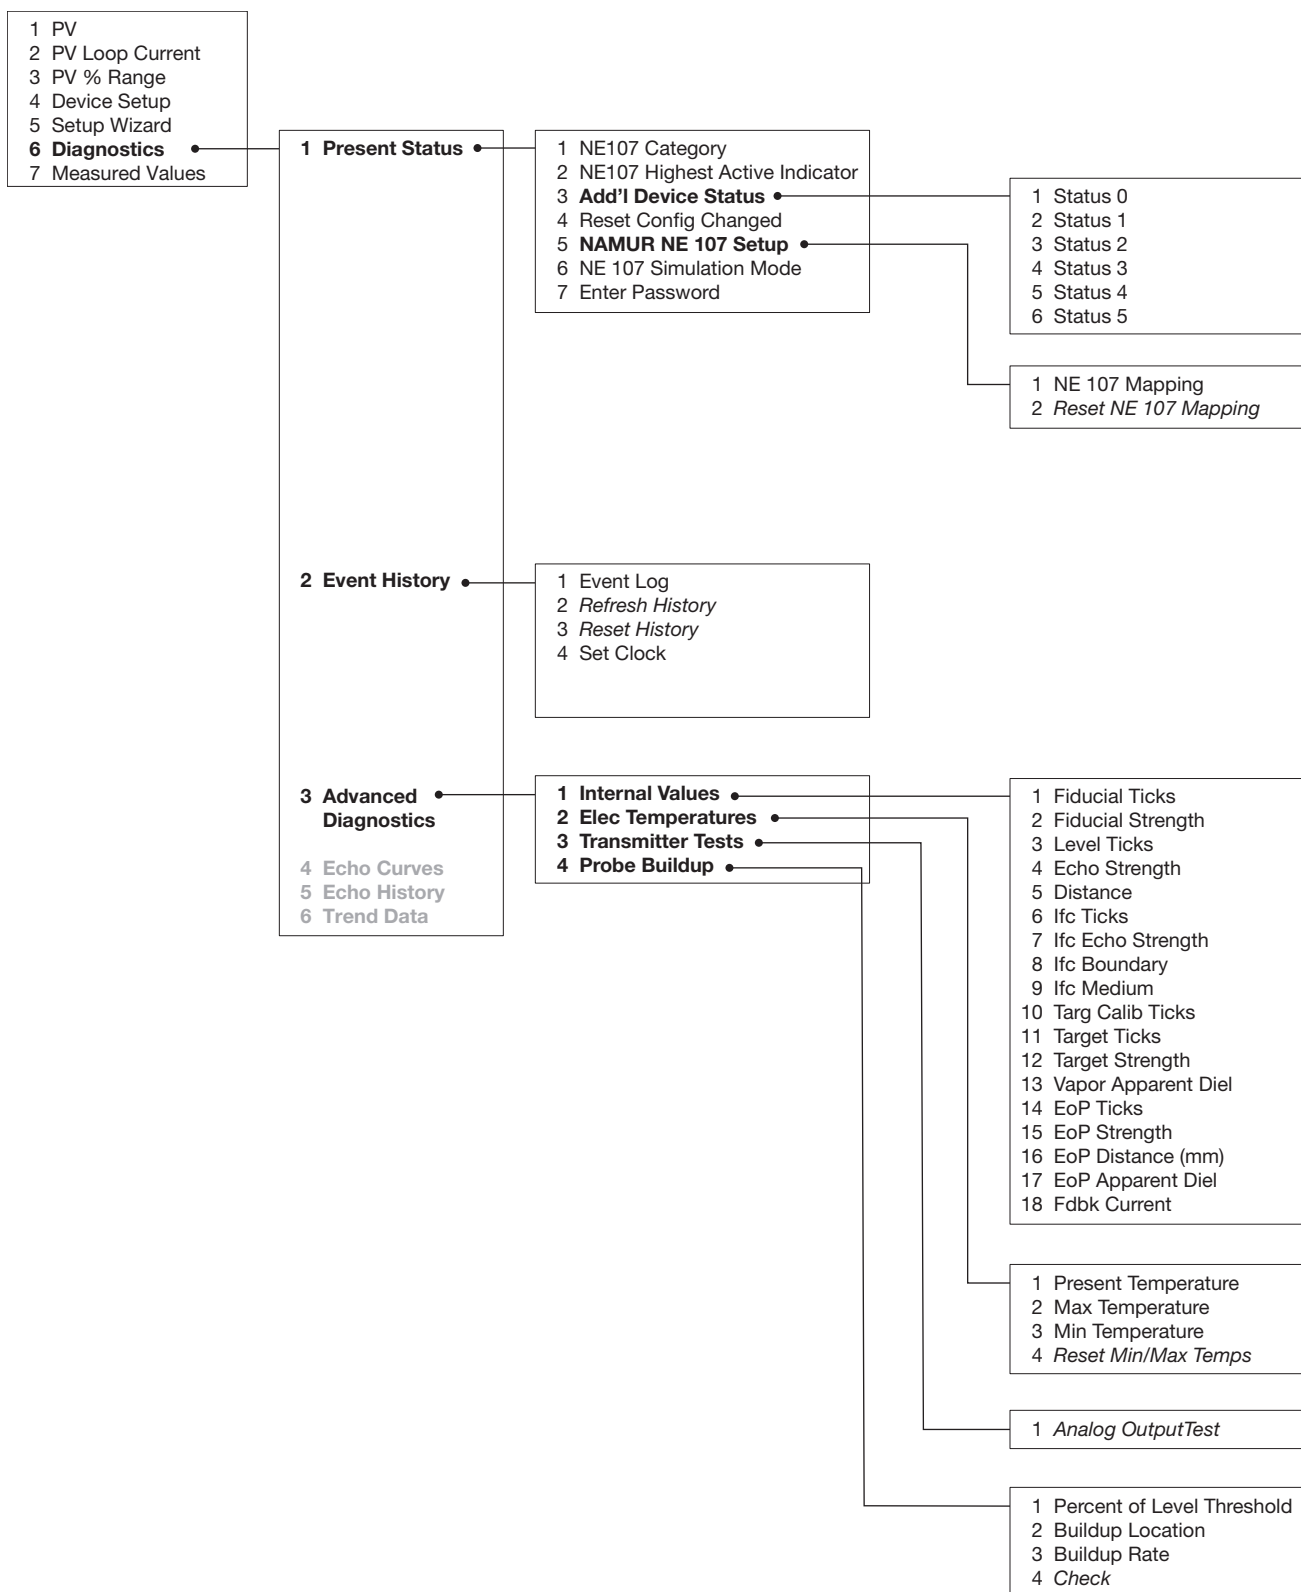 1 PV
2 PV Loop Current
3 PV % Range
4 Device Setup
5 Setup Wizard
6 Diagnostics
7 Measured Values
1 Present Status
2 Event History
3 Advanced
Diagnostics
4 Echo Curves
5 Echo History
6 Trend Data
1 NE107 Category
2 NE107 Highest Active Indicator
3 Add’l Device Status
4 Reset Config Changed
5 NAMUR NE 107 Setup
6 NE 107 Simulation Mode
7 Enter Password
1 Status 0
2 Status 1
3 Status 2
4 Status 3
5 Status 4
6 Status 5
1 NE 107 Mapping
2 Reset NE 107 Mapping
1 Event Log
2 Refresh History
3 Reset History
4 Set Clock
1 Internal Values
2 Elec Temperatures
3 Transmitter Tests
4 Probe Buildup
1 Fiducial Ticks
2 Fiducial Strength
3 Level Ticks
4 Echo Strength
5 Distance
6 Ifc Ticks
7 Ifc Echo Strength
8 Ifc Boundary
9 Ifc Medium
10 Targ Calib Ticks
11 Target Ticks
12 Target Strength
13 Vapor Apparent Diel
14 EoP Ticks
15 EoP Strength
16 EoP Distance (mm)
17 EoP Apparent Diel
18 Fdbk Current
1 Present Temperature
2 Max Temperature
3 Min Temperature
4 Reset Min/Max Temps
1 Analog OutputTest
1 Percent of Level Threshold
2 Buildup Location
3 Buildup Rate
4 Check